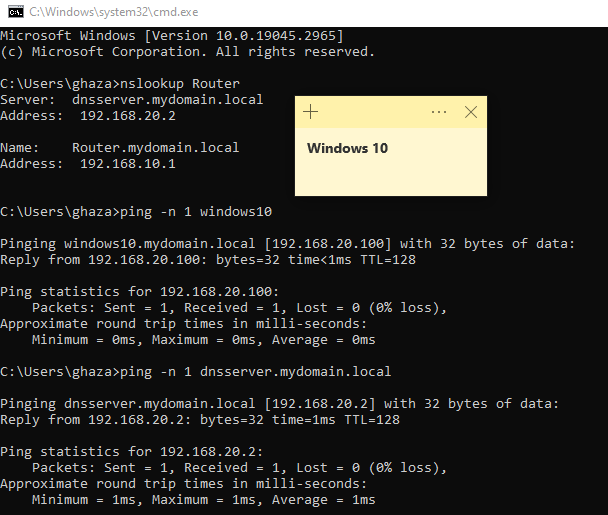 C:\Windows\system32\cmd.exe
Microsoft Windows [Version 10.0.19045.2965]
(c) Microsoft Corporation. All rights reserved.
C:\Users\ghaza>nslookup Router
Server:  dnsserver.mydomain.local
Address:  192.168.20.2
Name:    Router.mydomain.local
Address:  192.168.10.1
Windows 10
C:\Users\ghaza>ping -n 1 windows10
Pinging windows10.mydomain.local [192.168.20.100] with 32 bytes of data:
Reply from 192.168.20.100: bytes=32 time<1ms TTL=128
Ping statistics for 192.168.20.100:
    Packets: Sent = 1, Received = 1, Lost = 0 (0% loss),
Approximate round trip times in milli-seconds:
    Minimum = 0ms, Maximum = 0ms, Average = 0ms
C:\Users\ghaza>ping -n 1 dnsserver.mydomain.local
Pinging dnsserver.mydomain.local [192.168.20.2] with 32 bytes of data:
Reply from 192.168.20.2: bytes=32 time=1ms TTL=128
Ping statistics for 192.168.20.2:
    Packets: Sent = 1, Received = 1, Lost = 0 (0% loss),
Approximate round trip times in milli-seconds:
    Minimum = 1ms, Maximum = 1ms, Average = 1ms